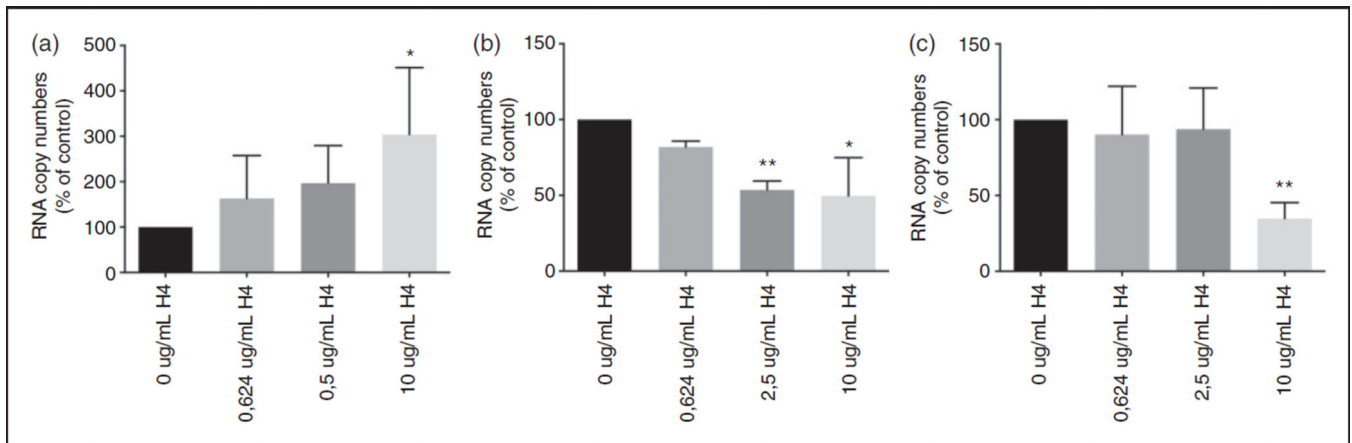 (a)
RNA copy numbers
(% of control)
500
400
300
200
100
0
*
0 ug/mL H4
0,624 ug/mL H4
0,5 ug/mL H4
10 ug/mL H4
(b)
RNA copy numbers
(% of control)
150
100
50
0
**
*
0 ug/mL H4
0,624 ug/mL H4
2,5 ug/mL H4
10 ug/mL H4
(c)
RNA copy numbers
(% of control)
150
100
50
0
**
0 ug/mL H4
0,624 ug/mL H4
2,5 ug/mL H4
10 ug/mL H4